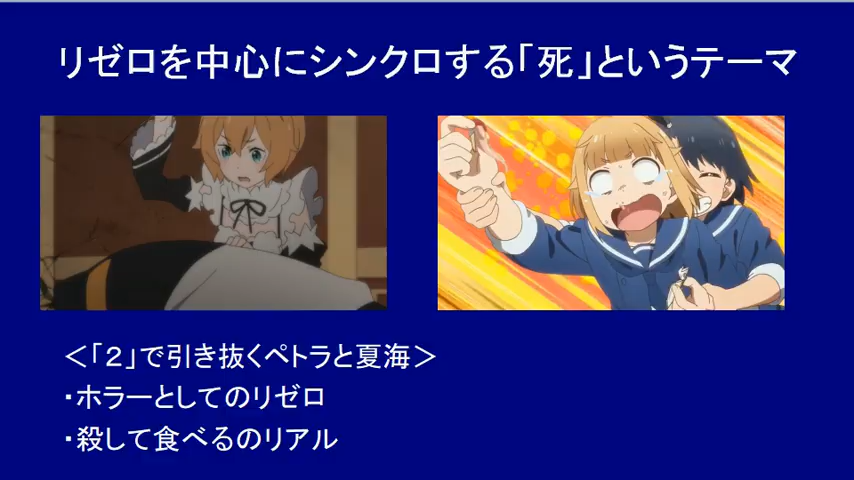 リゼロを中心にシンクロする「死」というテーマ
＜「２」で引き抜くペトラと夏海＞
・ホラーとしてのリゼロ
・殺して食べるのリアル